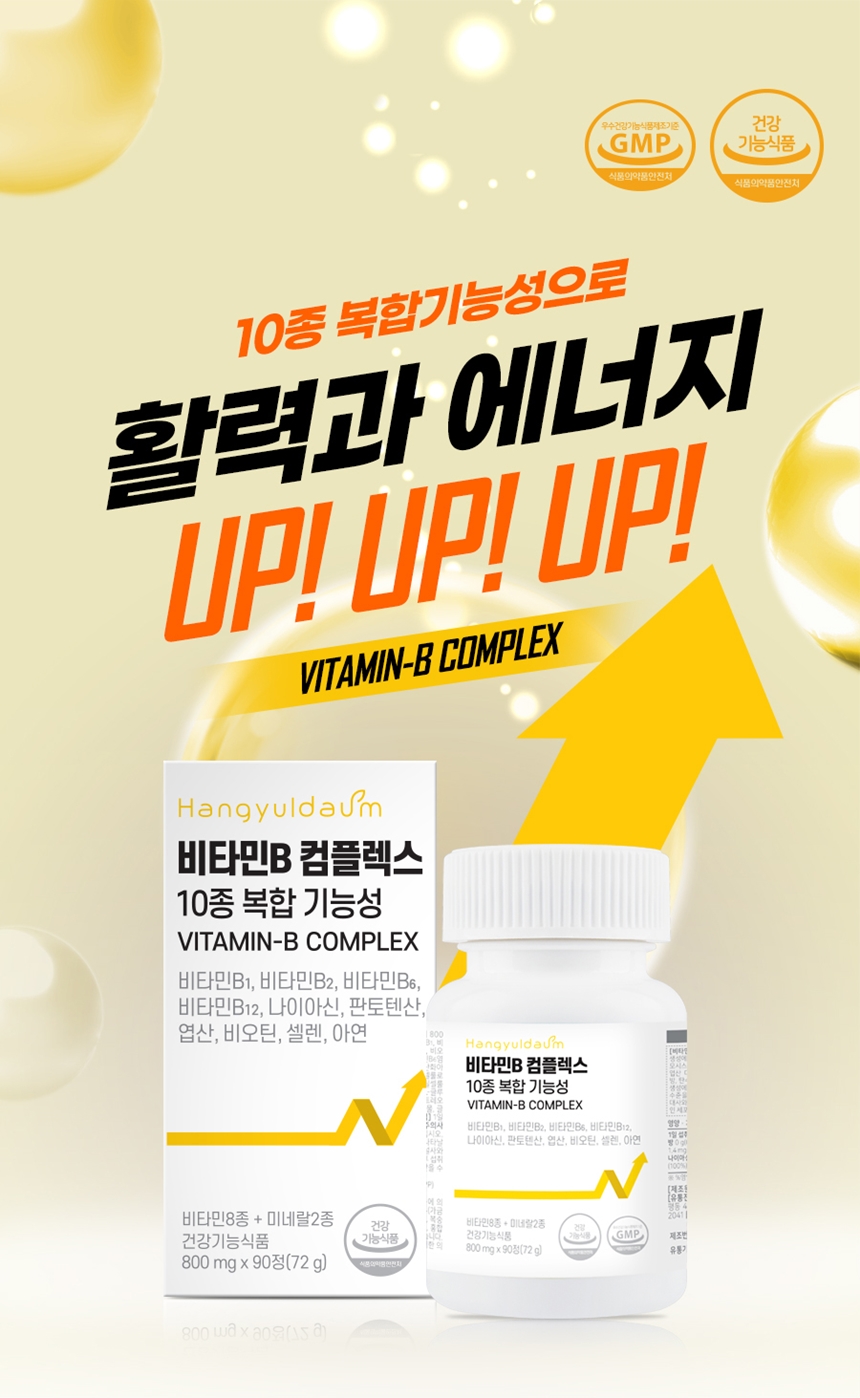 우수건강기능식품제조기준
GMP
식품의약품안전처
건강
기능식품
식품의약품안전처
10종 복합기능성으로
활력과 에너지
UP! UP! UP!
VITAMIN-B COMPLEX
Hangyuldaum
비타민B 컴플렉스
10종 복합 기능성
VITAMIN-B COMPLEX
비타민B1, 비타민B2, 비타민B6,
비타민B12, 나이아신, 판토텐산,
엽산, 비오틴, 셀렌, 아연
비타민8종 + 미네랄2종
건강기능식품
800 mg x 90정(72 g)
건강
기능식품
식품의약품안전처
Hangyuldaum
비타민B 컴플렉스
10종 복합 기능성
VITAMIN-B COMPLEX
비타민B1, 비타민B2, 비타민B6, 비타민B12,
나이아신, 판토텐산, 엽산, 비오틴, 셀렌, 아연
비타민8종 + 미네랄2종
건강기능식품
800 mg x 90정(72 g)
건강
기능식품
GMP